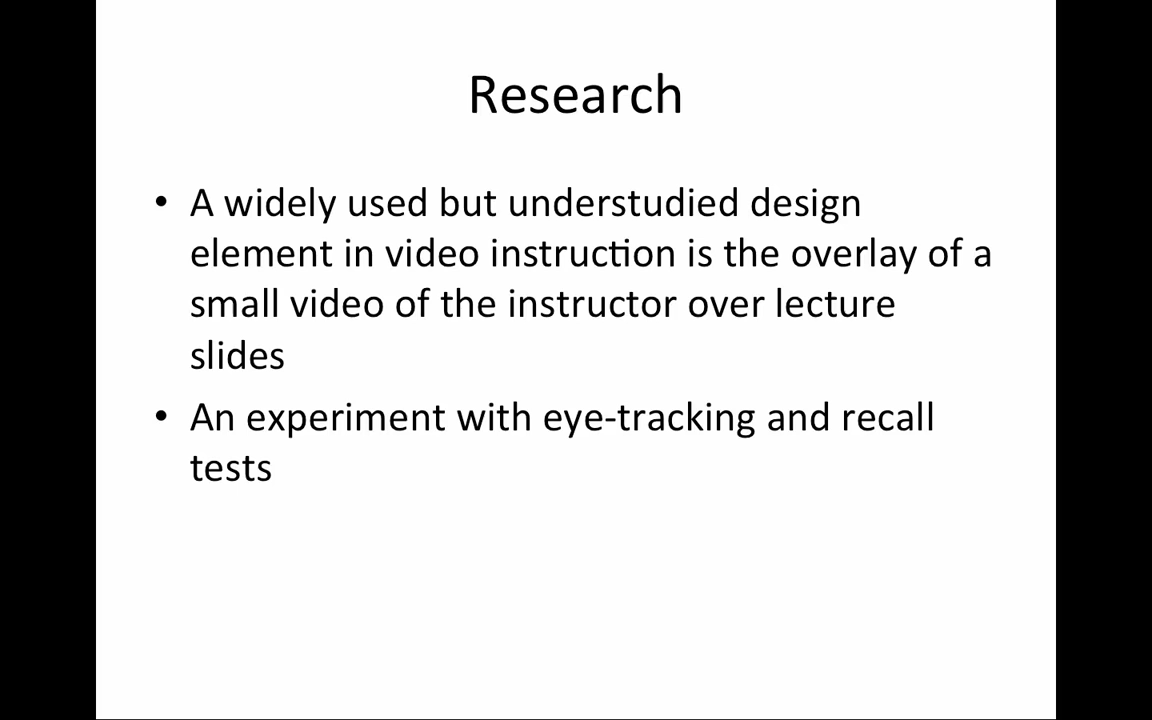 Research
• A widely used but understudied design
element in video instruction is the overlay of a
small video of the instructor over lecture
slides
• An experiment with eye-tracking and recall
tests